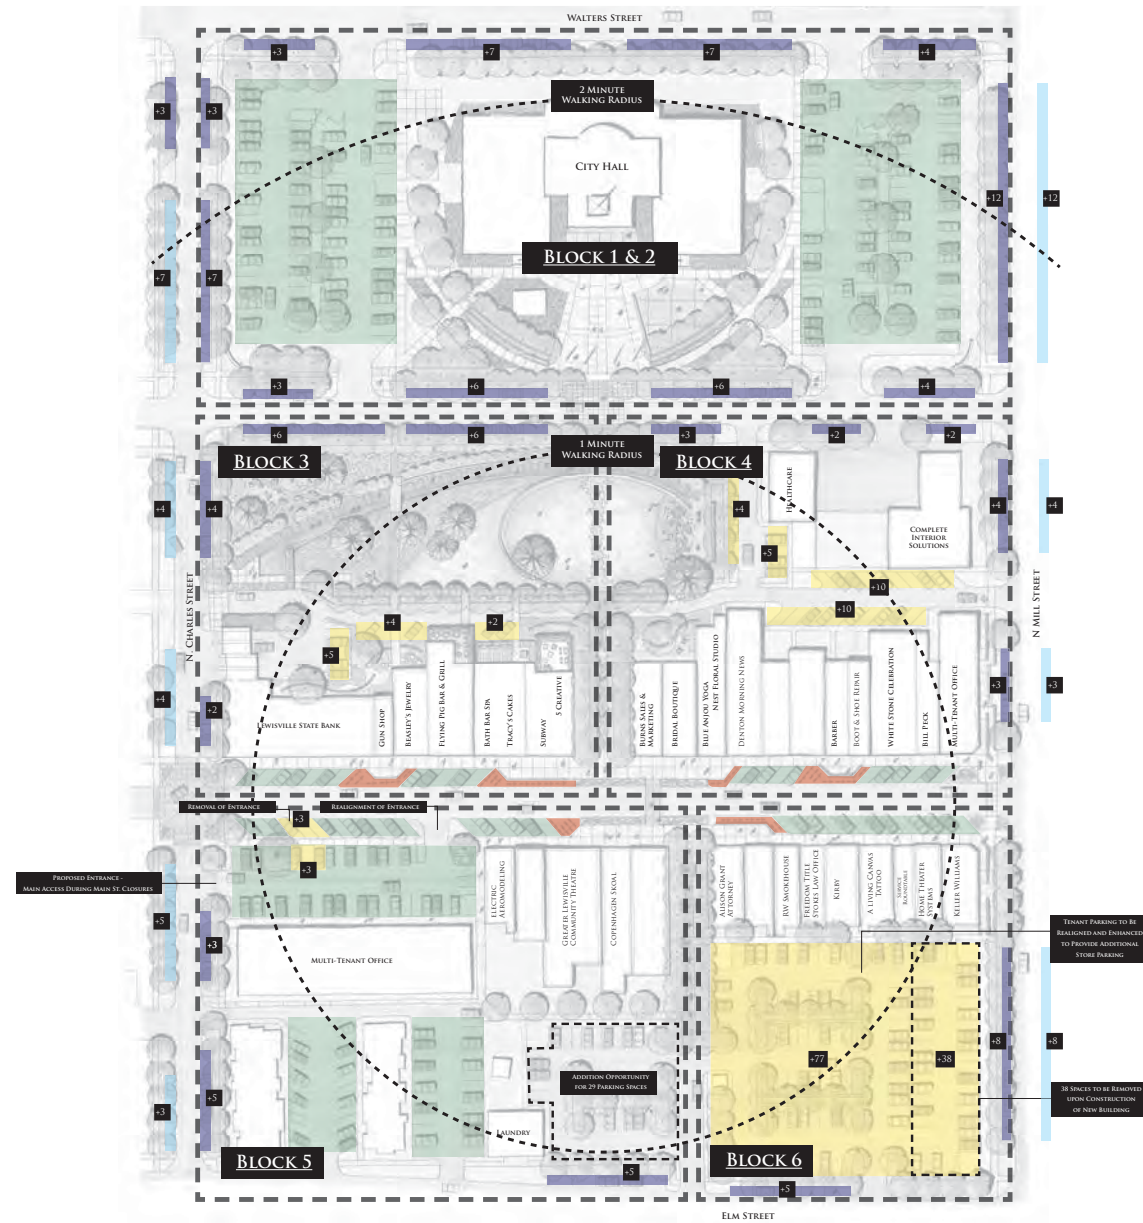 Walters Street
+3
+7
+7
+4
2 Minute
Walking Radius
+3
+3
City Hall
+12
+12
Block 1 & 2
+7
+7
+3
+6
+6
+4
+6
+6
+3
+2
+2
1 Minute
Walking Radius
Block 3
Block 4
Healthcare
+4
+4
+4
+4
+4
Complete
Interior
Solutions
+5
+10
+10
N. Charles Street
N Mill Street
+4
+2
+5
+4
+2
+3
+3
Lewisville State Bank
Gun Shop
Beasley's Jewelry
Flying Pig Bar & Grill
Bath Bar Spa
Tracy's Cakes
Subway
S Creative
Burns Sales &
Marketing
Bridal Boutique
Blue Anjou Yoga
Nest Floral Studio
Denton Morning News
Barber
Boot & Shoe Repair
White Stone Celebration
Bill Peck
Multi-Tenant Office
Removal of Entrance
Realignment of Entrance
+3
+3
Proposed Entrance -
Main Access During Main St. Closures
Electric
Aeromodeling
Greater Lewisville
Community Theatre
Copenhagen Skoal
Alison Grant
Attorney
RW Smokehouse
Freedom Title
Stokes Law Office
Kirby
A Living Canvas
Tattoo
Service
Roundtable
Home Theater
Systems
Keller Williams
+5
+3
Multi-Tenant Office
Tenant Parking to Be
Realigned and Enhanced
to Provide Additional
Store Parking
+77
+38
+8
+8
Addition Opportunity
for 29 Parking Spaces
38 Spaces to be Removed
upon Construction
of New Building
+3
+5
Laundry
Block 5
Block 6
+5
+5
Elm Street